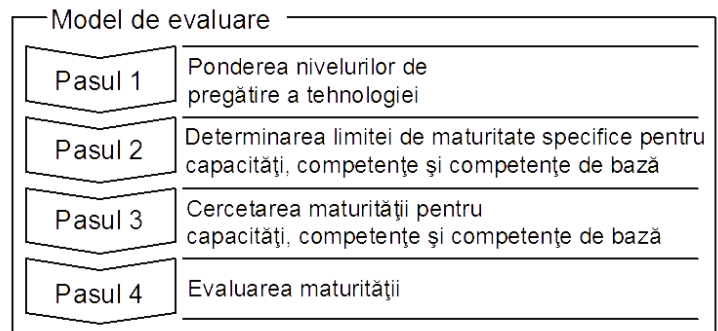 Model de evaluare
Pasul 1
Ponderea nivelurilor de
pregătire a tehnologiei
Pasul 2
Determinarea limitei de maturitate specifice pentru
capacităţi, competenţe şi competenţe de bază
Pasul 3
Cercetarea maturităţii pentru
capacităţi, competenţe şi competenţe de bază
Pasul 4
Evaluarea maturităţii